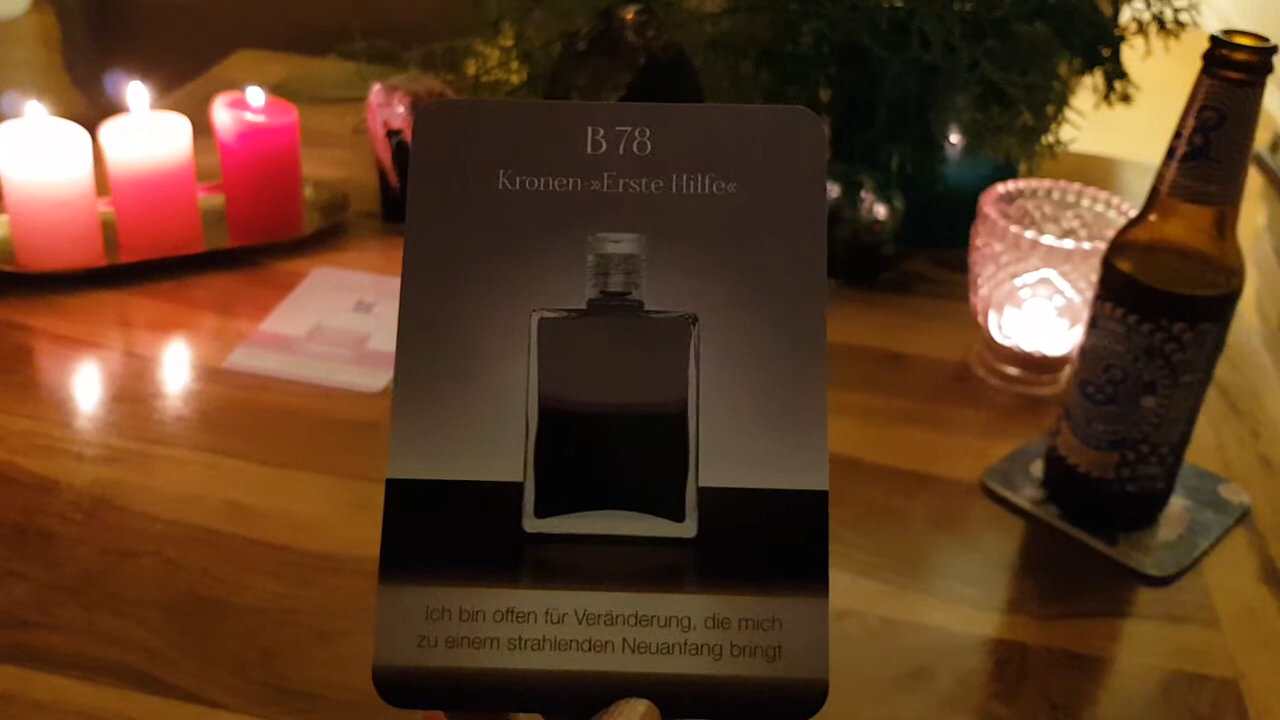 B 78
Kronen-»Erste Hilfe«
Ich bin offen für Veränderung, die mich
zu einem strahlenden Neuanfang bringt